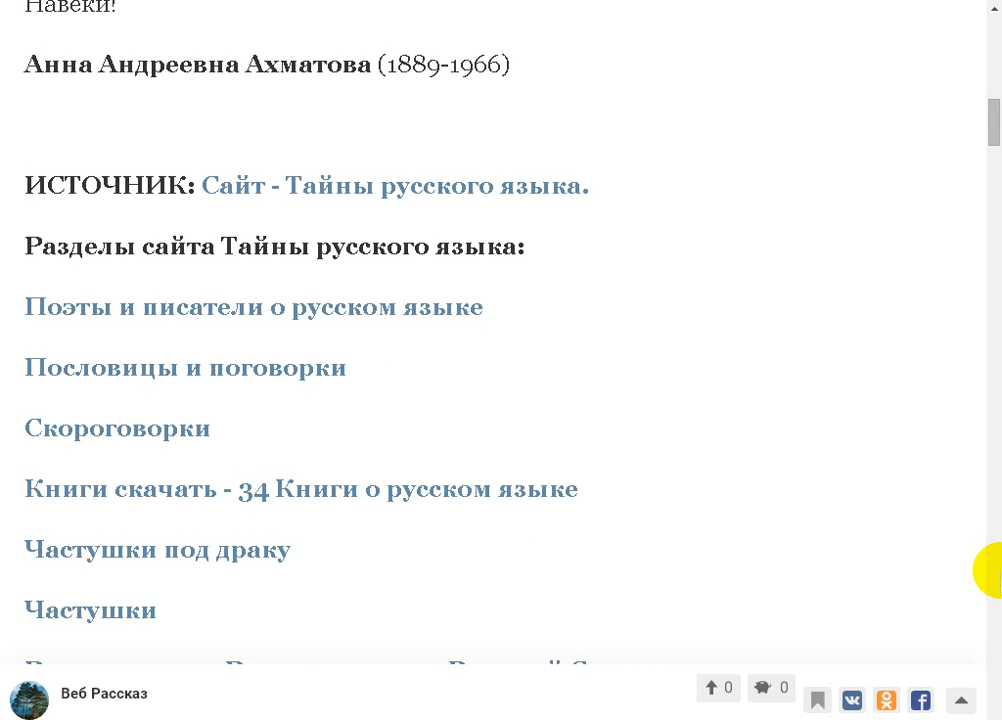 Навеки!
Анна Андреевна Ахматова (1889-1966)
ИСТОЧНИК: Сайт - Тайны русского языка.
Разделы сайта Тайны русского языка:
Поэты и писатели о русском языке
Пословицы и поговорки
Скороговорки
Книги скачать - 34 Книги о русском языке
Частушки под драку
Частушки
Веб Рассказ
0
0